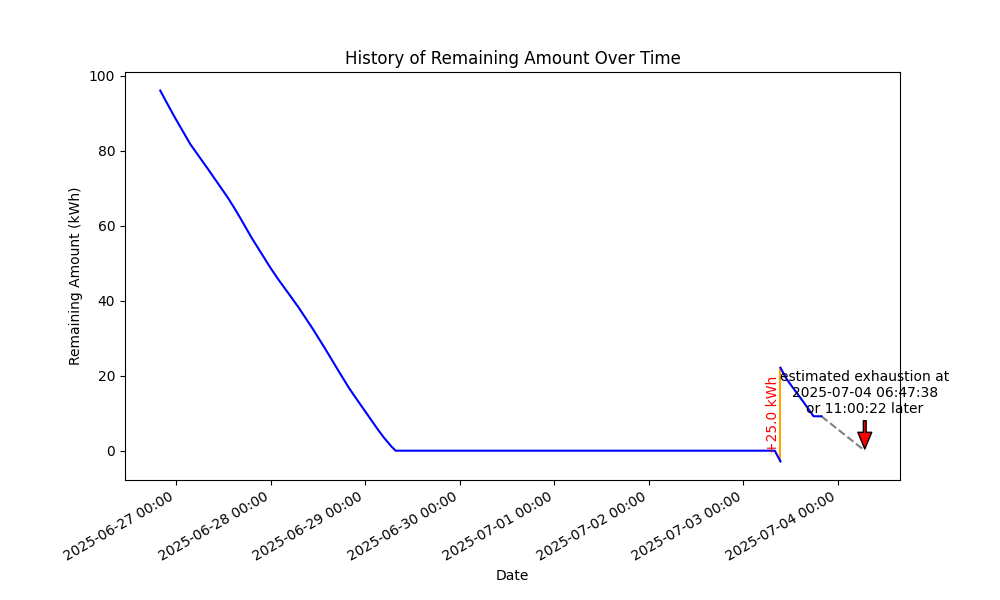 History of Remaining Amount Over Time
Remaining Amount (kWh)
100
80
60
40
20
0
+25.0 kWh
estimated exhaustion at
2025-07-04 06:47:38
or 11:00:22 later
2025-06-27 00:00
2025-06-28 00:00
2025-06-29 00:00
2025-06-30 00:00
2025-07-01 00:00
2025-07-02 00:00
2025-07-03 00:00
2025-07-04 00:00
Date